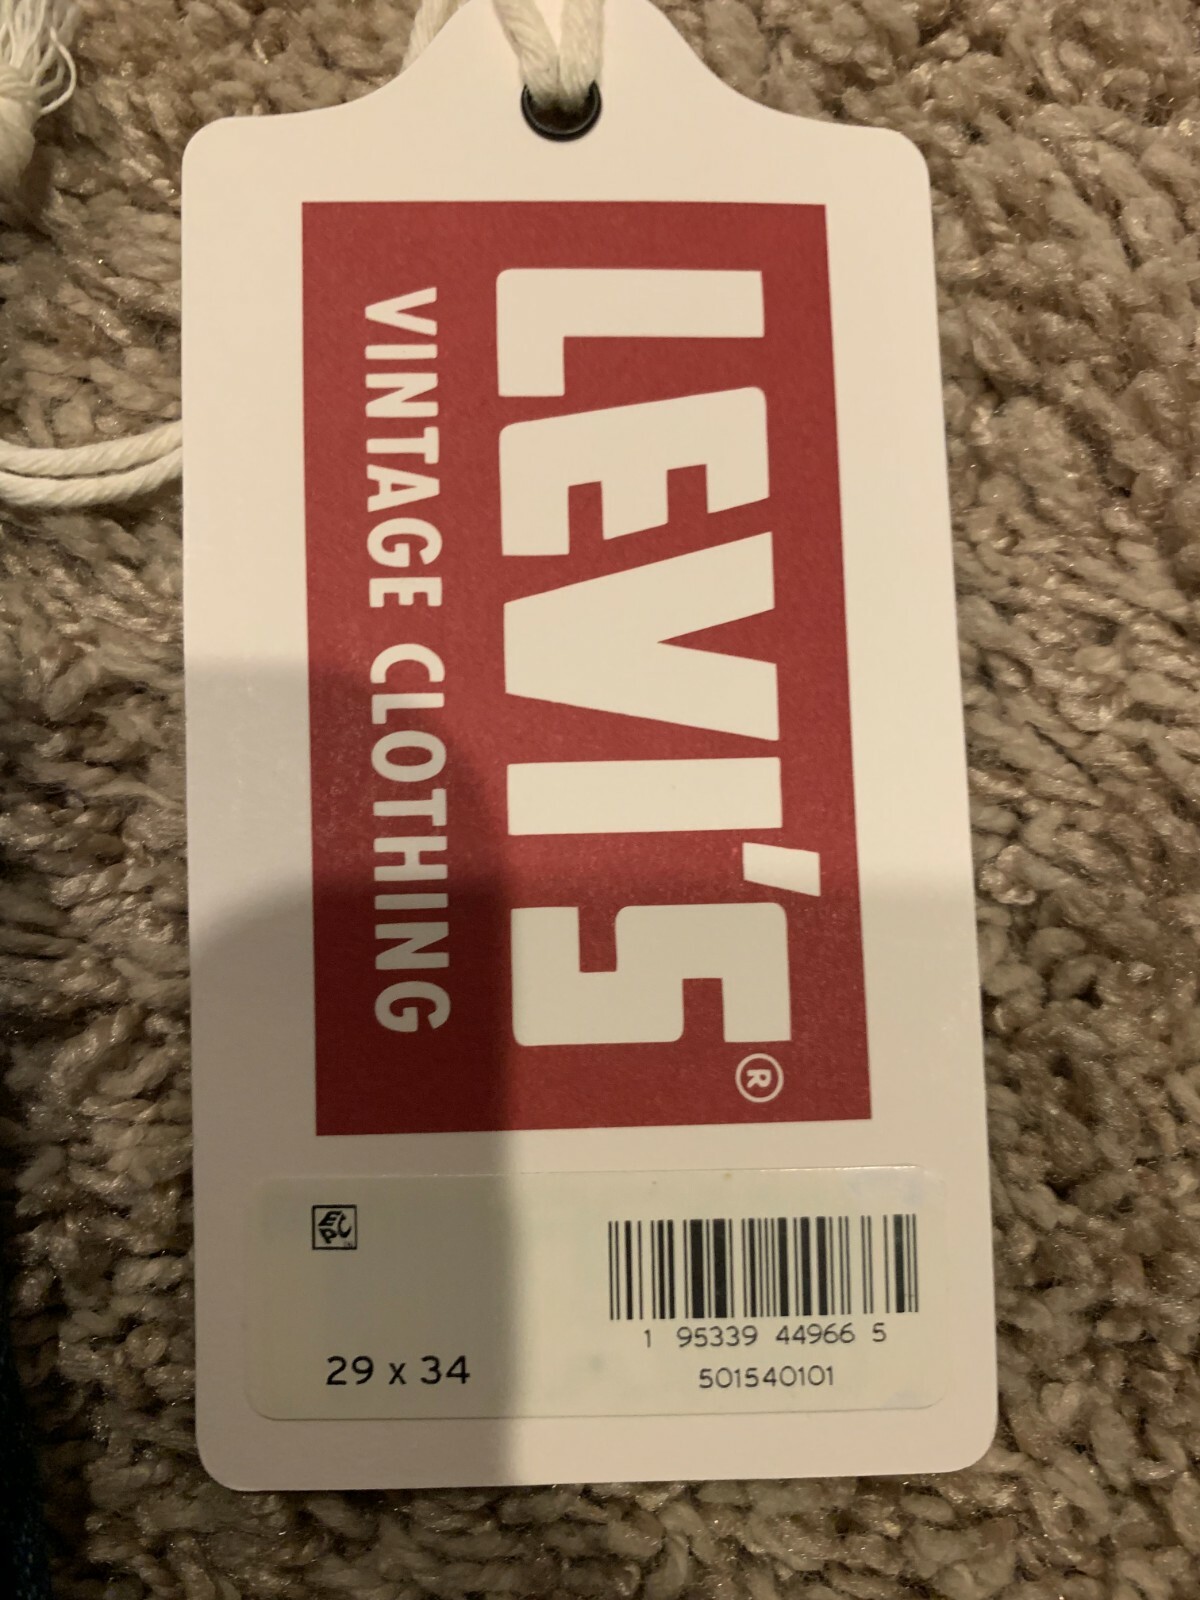 LEVI'S®
VINTAGE CLOTHING
1 95339 44966 5
29 x 34
501540101